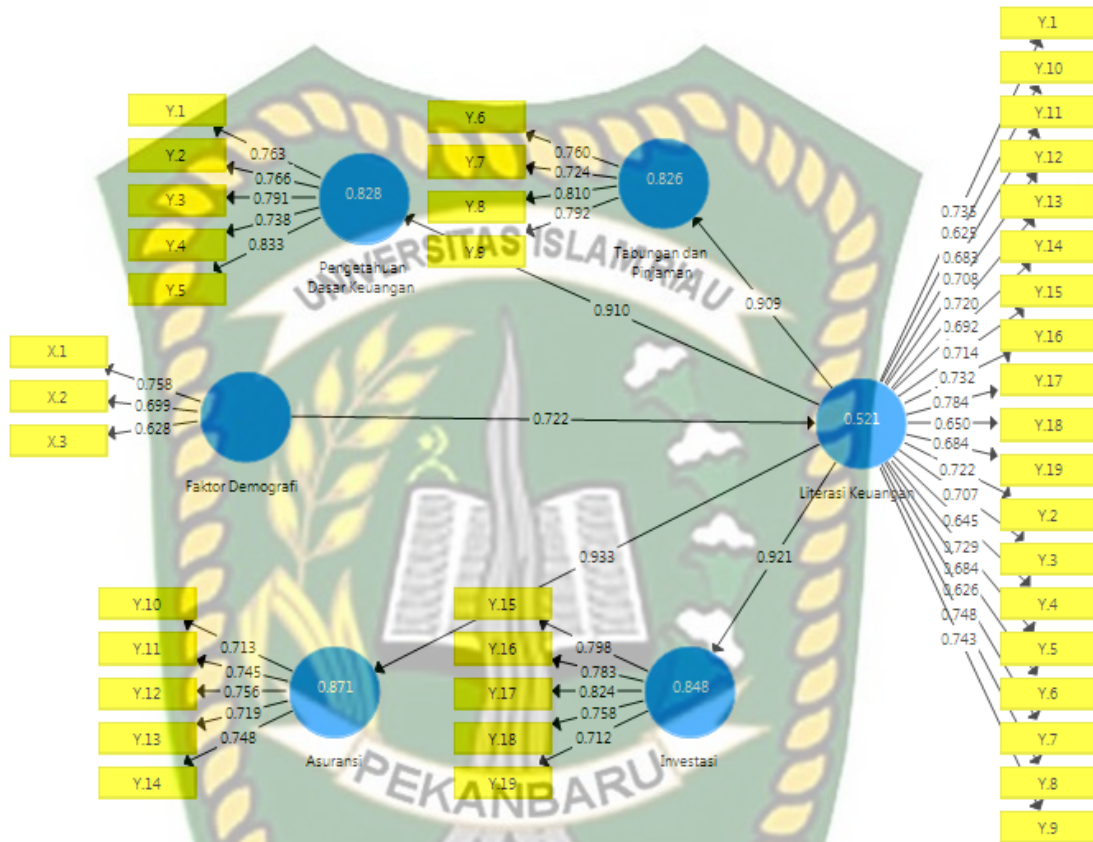 Y.1
Y.2
Y.3
Y.4
Y.5
0.763
0.766
0.791
0.738
0.833
0.828
Pengetahuan
Dasar Keuangan
Y.6
Y.7
Y.8
Y.9
0.760
0.724
0.810
0.792
0.826
Tabungan dan
Pinjaman
UNIVERSITAS ISLAM RIAU
0.910
0.909
X.1
X.2
X.3
0.758
0.699
0.628
Faktor Demografi
0.722
0.521
Literasi Keuangan
0.933
0.921
Y.10
Y.11
Y.12
Y.13
Y.14
0.713
0.745
0.756
0.719
0.748
0.871
Asuransi
Y.15
Y.16
Y.17
Y.18
Y.19
0.798
0.783
0.824
0.758
0.712
0.848
Investasi
PEKANBARU
0.735
0.625
0.683
0.708
0.720
0.692
0.714
0.732
0.784
0.650
0.684
0.722
0.707
0.645
0.729
0.684
0.626
0.748
0.743
Y.1
Y.10
Y.11
Y.12
Y.13
Y.14
Y.15
Y.16
Y.17
Y.18
Y.19
Y.2
Y.3
Y.4
Y.5
Y.6
Y.7
Y.8
Y.9